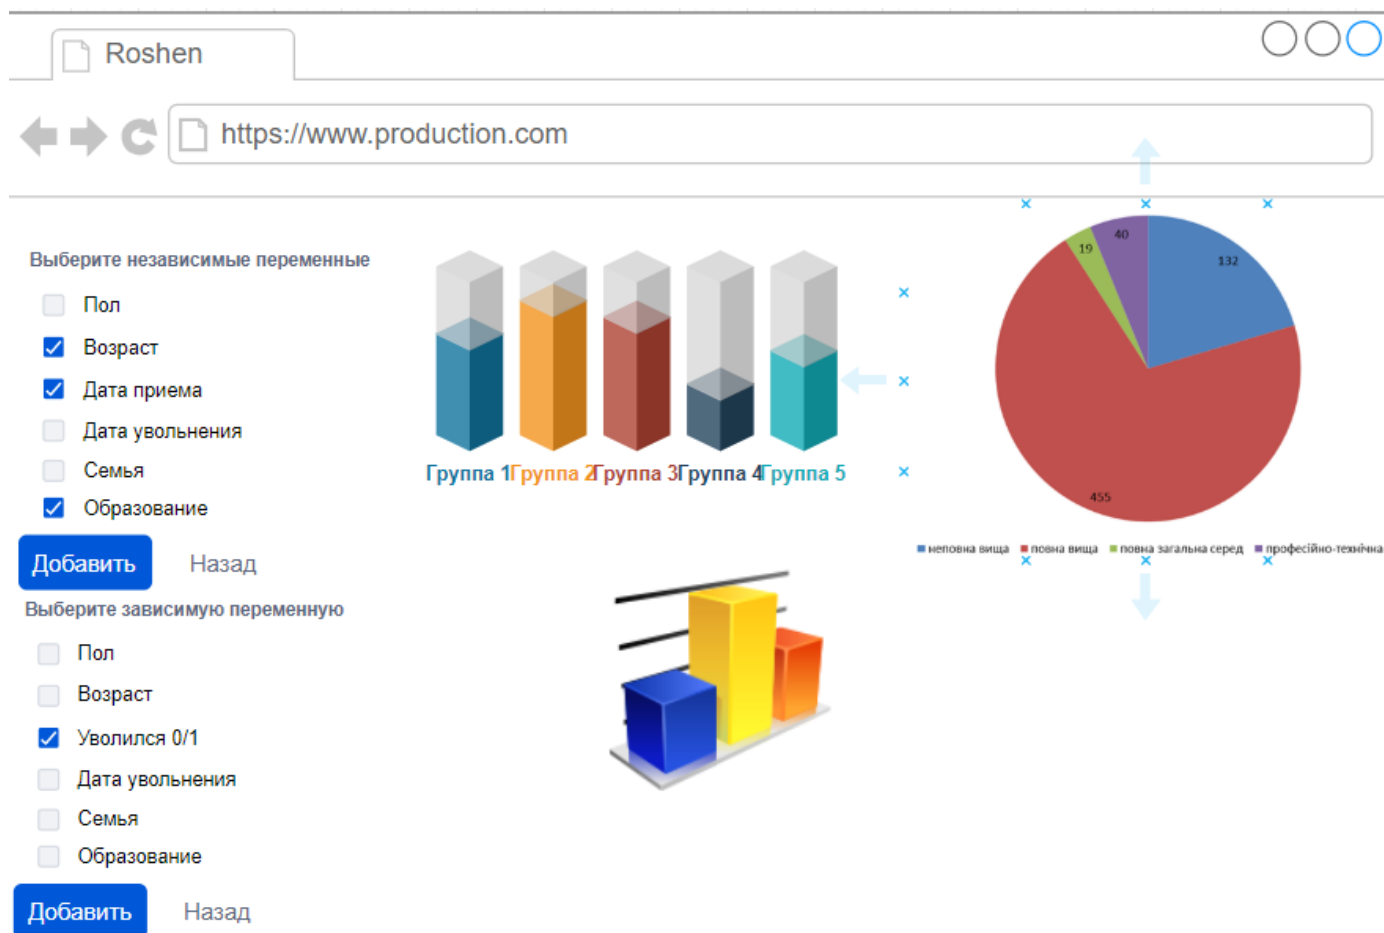 Roshen
https://www.production.com
Выберите независимые переменные
Пол
Возраст
Дата приема
Дата увольнения
Семья
Образование
Добавить Назад
Выберите зависимую переменную
Пол
Возраст
Уволился 0/1
Дата увольнения
Семья
Образование
Добавить Назад
Группа 1 Группа 2 Группа 3 Группа 4 Группа 5
40
19
132
455
неповна вища повна вища повна загальна серед професійно-технічна